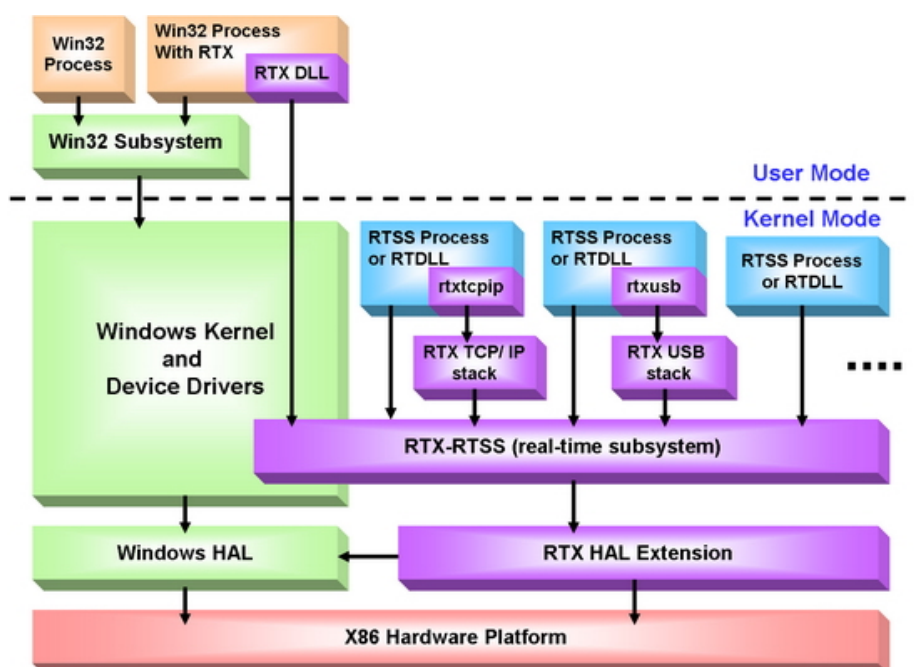 Win32
Process
Win32 Process
With RTX
RTX DLL
Win32 Subsystem
User Mode
Kernel Mode
Windows Kernel
and
Device Drivers
RTSS Process
or RTDLL
rtxtcpip
RTX TCP/ IP
stack
RTSS Process
or RTDLL
rtxusb
RTX USB
stack
RTSS Process
or RTDLL
RTX-RTSS (real-time subsystem)
Windows HAL
RTX HAL Extension
X86 Hardware Platform